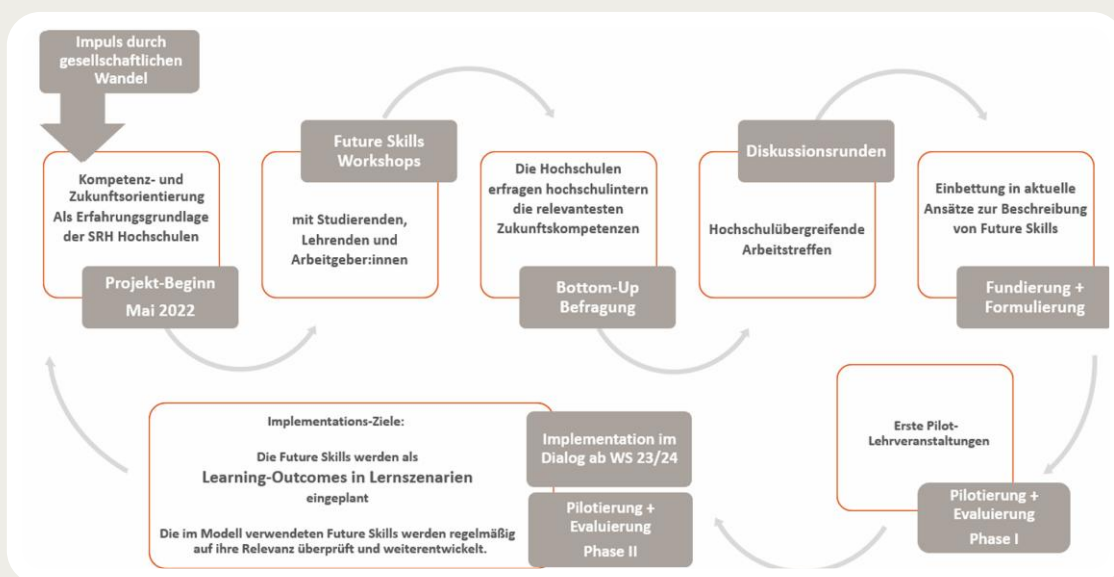 Impuls durch
gesellschaftlichen
Wandel
Kompetenz- und
Zukunftsorientierung
Als Erfahrungsgrundlage
der SRH Hochschulen
Projekt-Beginn
Mai 2022
Future Skills
Workshops
mit Studierenden,
Lehrenden und
Arbeitgeber:innen
Die Hochschulen
erfragen hochschulintern
die relevantesten
Zukunftskompetenzen
Bottom-Up
Befragung
Diskussionsrunden
Hochschulübergreifende
Arbeitstreffen
Einbettung in aktuelle
Ansätze zur Beschreibung
von Future Skills
Fundierung +
Formulierung
Erste Pilot-
Lehrveranstaltungen
Pilotierung +
Evaluierung
Phase I
Implementations-Ziele:
Die Future Skills werden als
Learning-Outcomes in Lernszenarien
eingeplant
Die im Modell verwendeten Future Skills werden regelmäßig
auf ihre Relevanz überprüft und weiterentwickelt.
Implementation im
Dialog ab WS 23/24
Pilotierung +
Evaluierung
Phase II